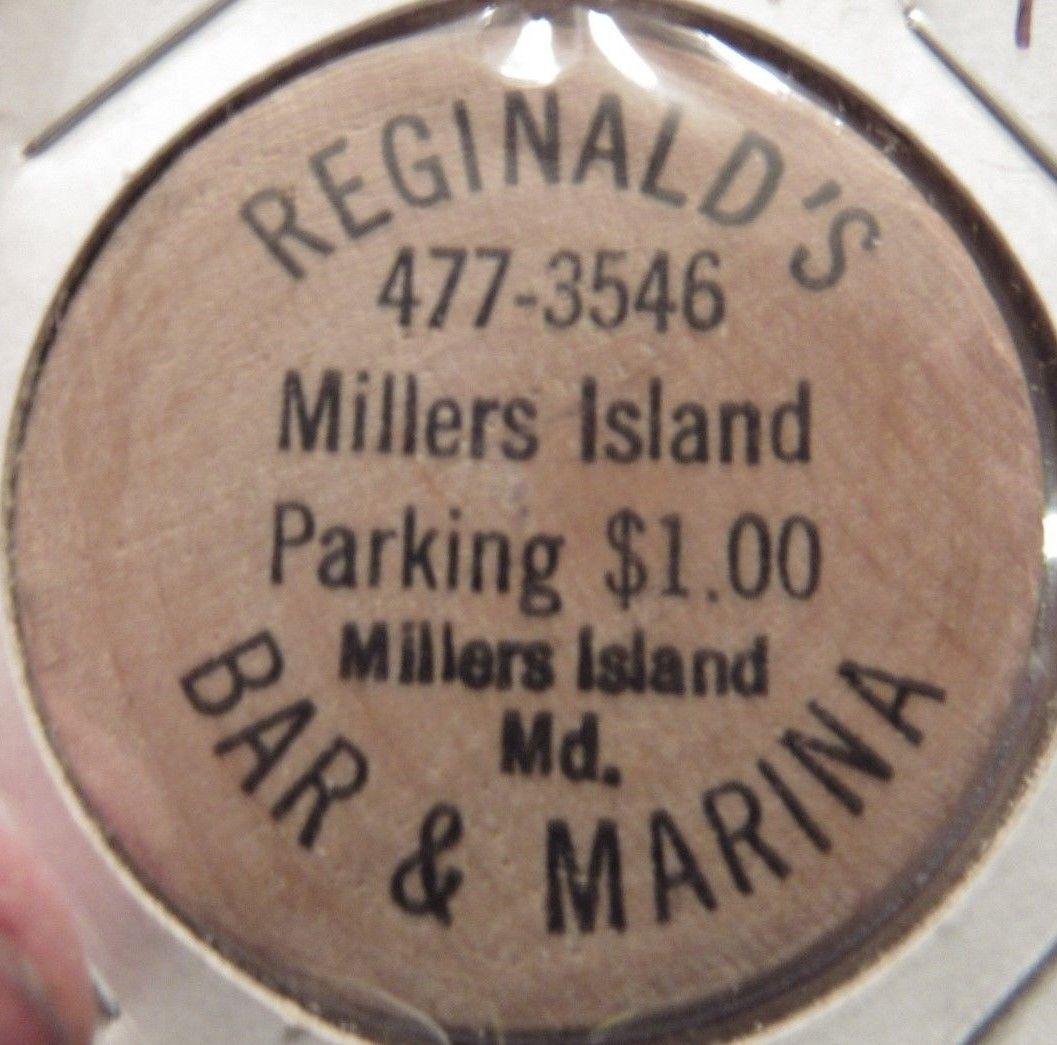 REGINALD'S
477-3546
Millers Island
Parking $1.00
Millers Island
Md.
BAR & MARINA